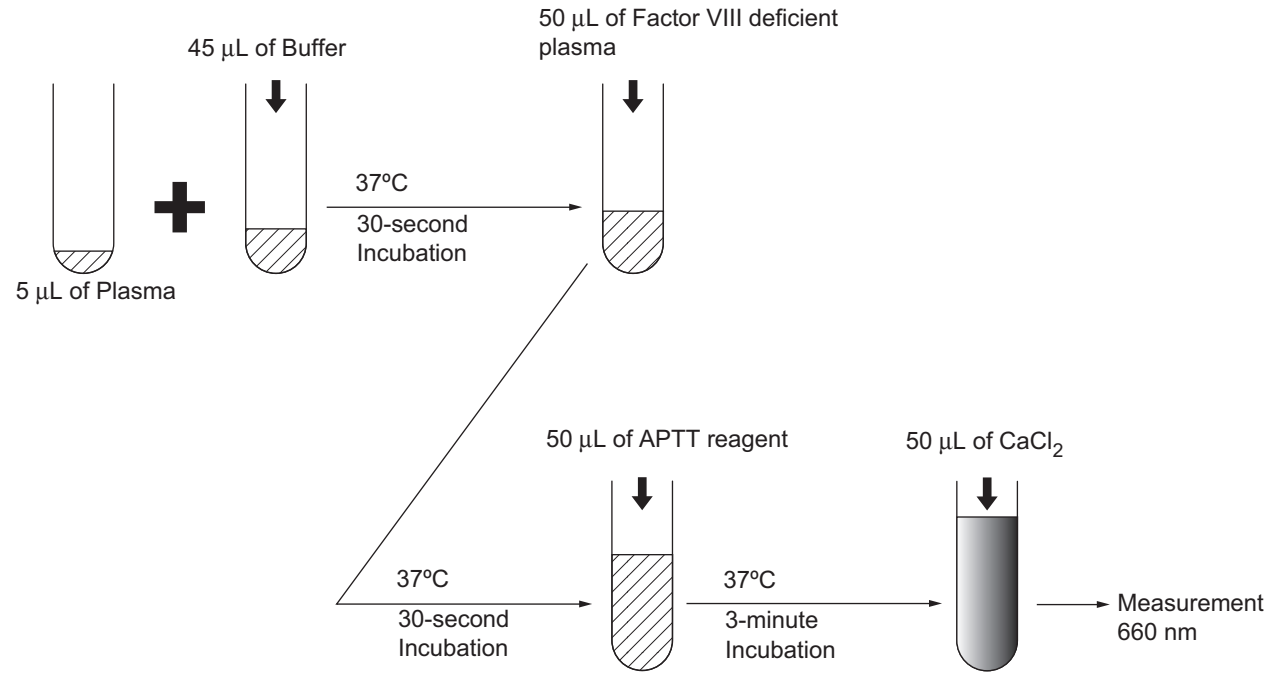 50 μL of Factor VIII deficient
plasma
45 μL of Buffer
37ºC
30-second
Incubation
5 μL of Plasma
50 μL of APTT reagent
50 μL of CaCl₂
37ºC
30-second
Incubation
37ºC
3-minute
Incubation
Measurement
660 nm